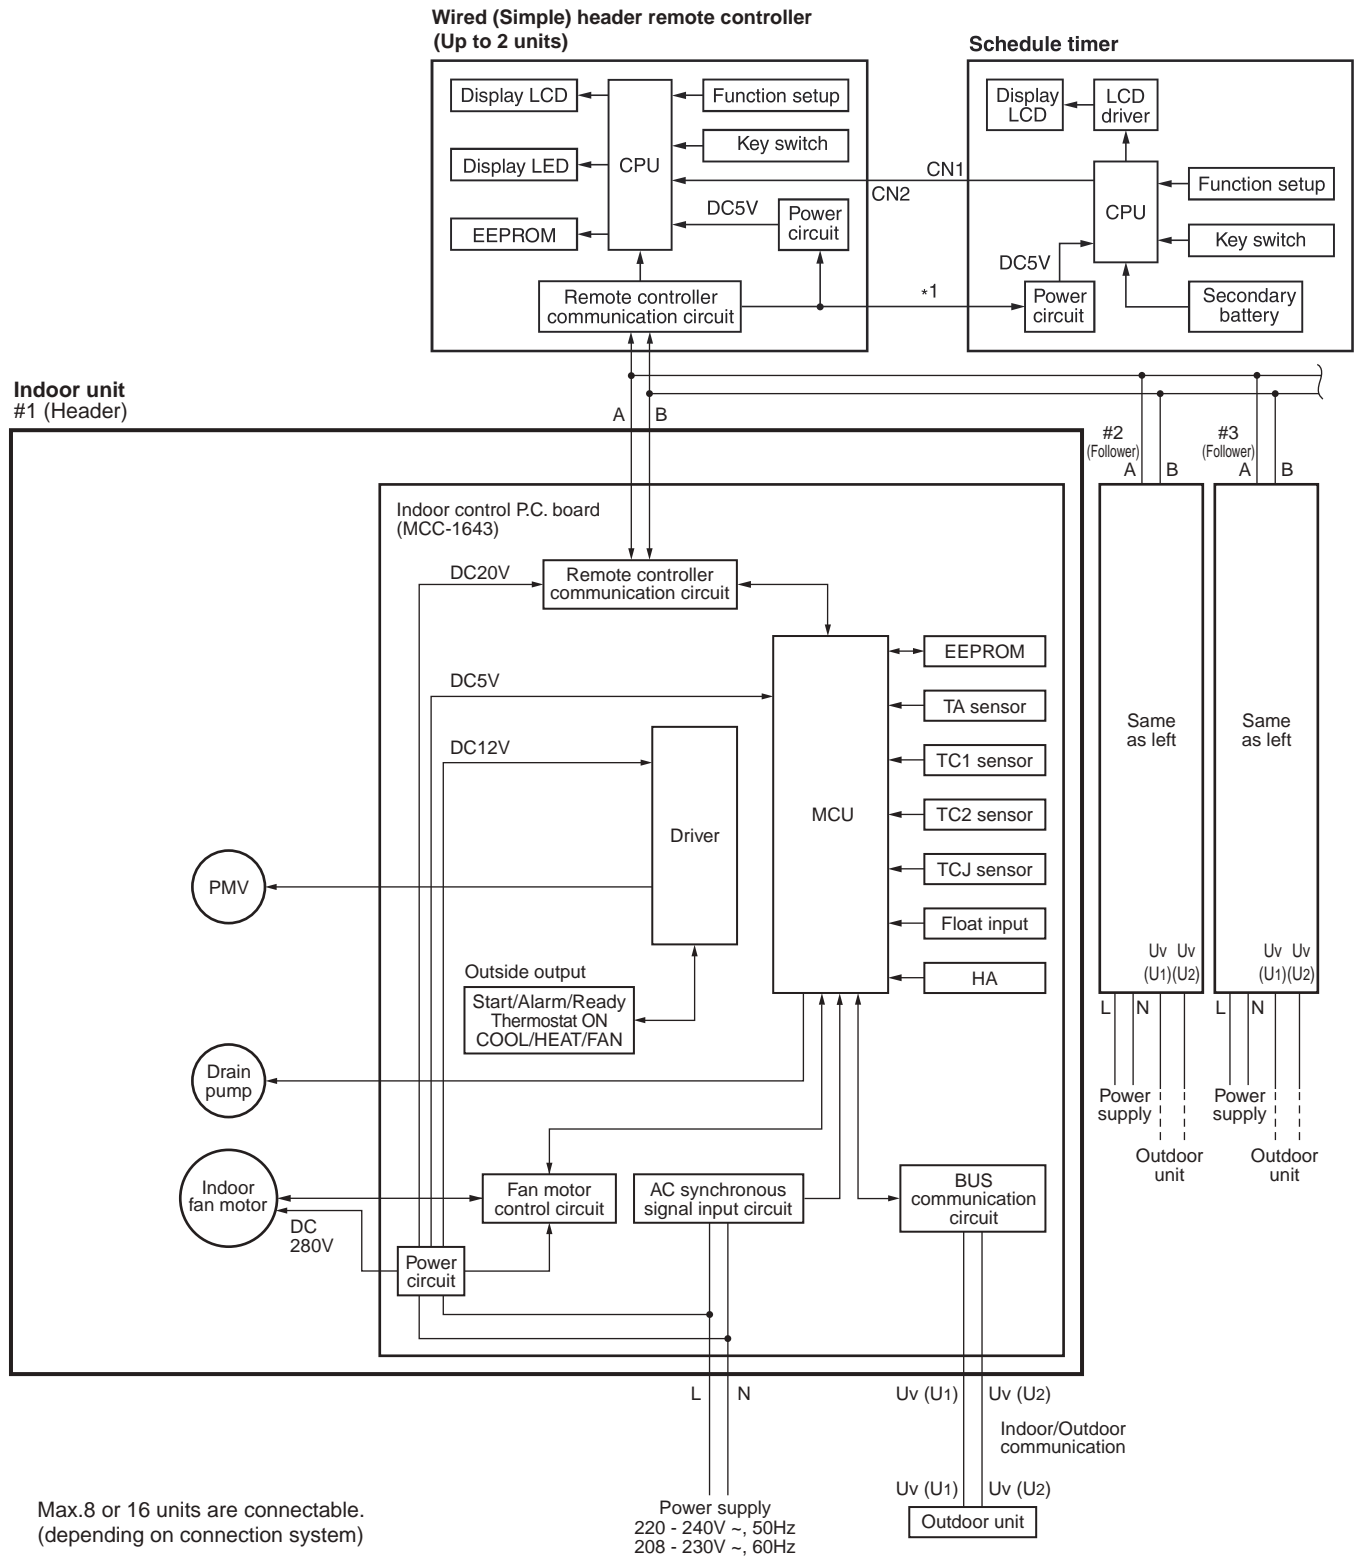 Wired (Simple) header remote controller
(Up to 2 units)
Schedule timer
Display LCD
Function setup
Key switch
Display LED
CPU
EEPROM
DC5V
Power
circuit
Remote controller
communication circuit
CN1
CN2
*1
Display
LCD
LCD
driver
CPU
Function setup
Key switch
DC5V
Power
circuit
Secondary
battery
Indoor unit
#1 (Header)
A
B
#2
(Follower)
A
B
#3
(Follower)
A
B
Indoor control P.C. board
(MCC-1643)
DC20V
Remote controller
communication circuit
DC5V
DC12V
Driver
MCU
EEPROM
TA sensor
TC1 sensor
TC2 sensor
TCJ sensor
Float input
HA
Same
as left
Same
as left
PMV
Outside output
Start/Alarm/Ready
Thermostat ON
COOL/HEAT/FAN
Uv Uv
(U1)(U2)
Uv Uv
(U1)(U2)
L
N
L
N
Power
supply
Power
supply
Outdoor
unit
Outdoor
unit
Drain
pump
Indoor
fan motor
DC
280V
Fan motor
control circuit
AC synchronous
signal input circuit
BUS
communication
circuit
Power
circuit
L
N
Uv (U1)
Uv (U2)
Indoor/Outdoor
communication
Uv (U1)
Uv (U2)
Outdoor unit
Power supply
220 - 240V ~, 50Hz
208 - 230V ~, 60Hz
Max.8 or 16 units are connectable.
(depending on connection system)